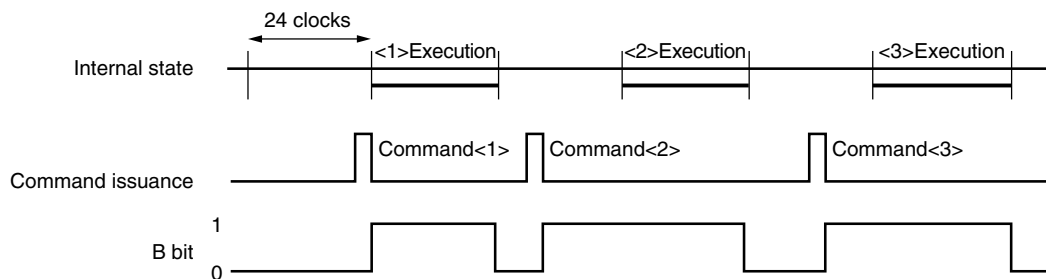 24 clocks
<1>Execution
<2>Execution
<3>Execution
Internal state
Command<1>
Command<2>
Command<3>
Command issuance
1
B bit
0